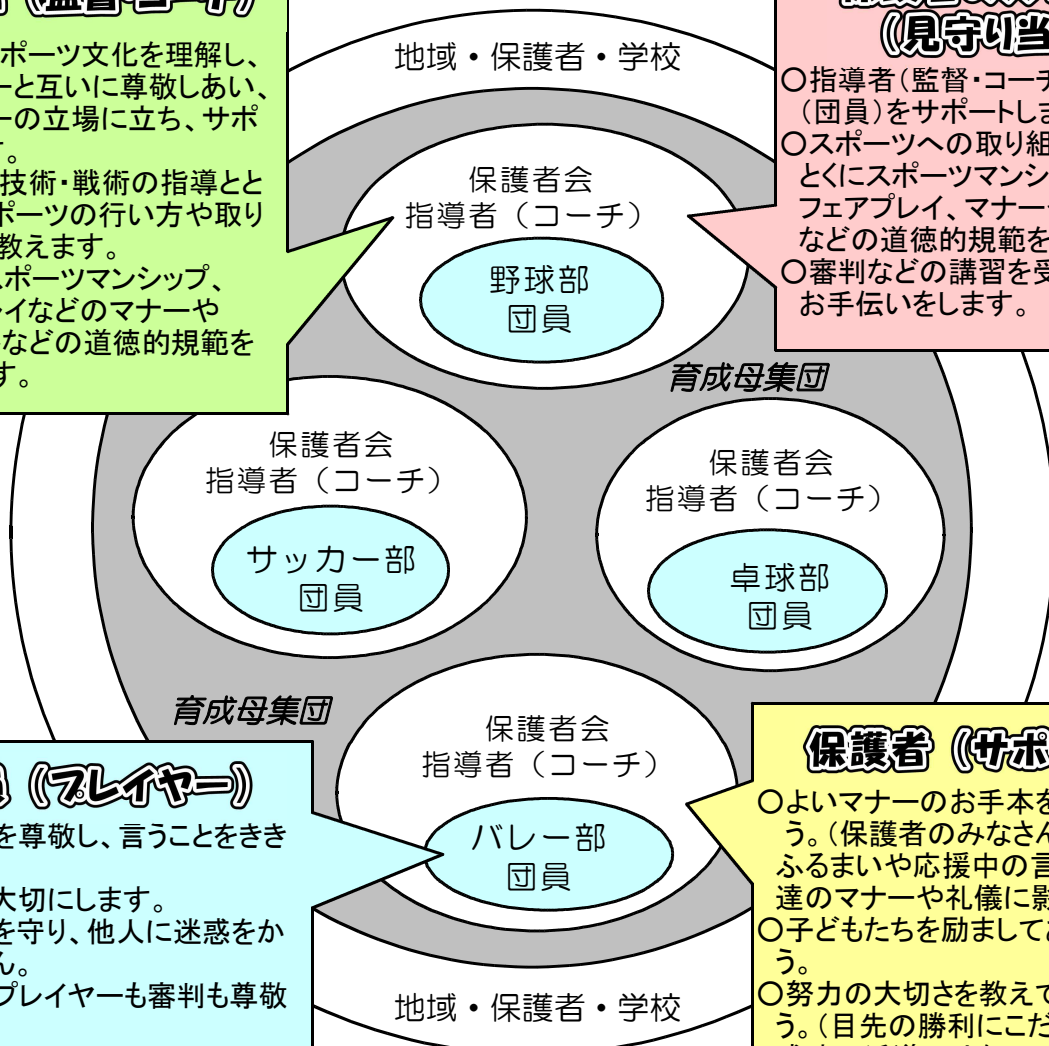 （監督・コーチ）
ポーツ文化を理解し、
ーと互いに尊敬しあい、
ーの立場に立ち、サポ
す。
技術・戦術の指導とと
ポーツの行い方や取り
教えます。
スポーツマンシップ、
レイなどのマナーや
などの道徳的規範を
す。
地域・保護者・学校
（見守り当
〇指導者（監督・コーチ
（団員）をサポートしま
〇スポーツへの取り組
とくにスポーツマンシ
フェアプレイ、マナー
などの道徳的規範を
〇審判などの講習を受
お手伝いをします。
保護者会
指導者（コーチ）
野球部
団員
育成母集団
保護者会
指導者（コーチ）
サッカー部
団員
保護者会
指導者（コーチ）
卓球部
団員
育成母集団
保護者会
指導者（コーチ）
バレー部
団員
（プレイヤー）
を尊敬し、言うことをきき
大切にします。
を守り、他人に迷惑をか
ん。
プレイヤーも審判も尊敬
保護者（サポ
〇よいマナーのお手本を
う。（保護者のみなさん
ふるまいや応援中の言
達のマナーや礼儀に影
〇子どもたちを励まして
う。
〇努力の大切さを教えて
う。（目先の勝利にこだ
地域・保護者・学校